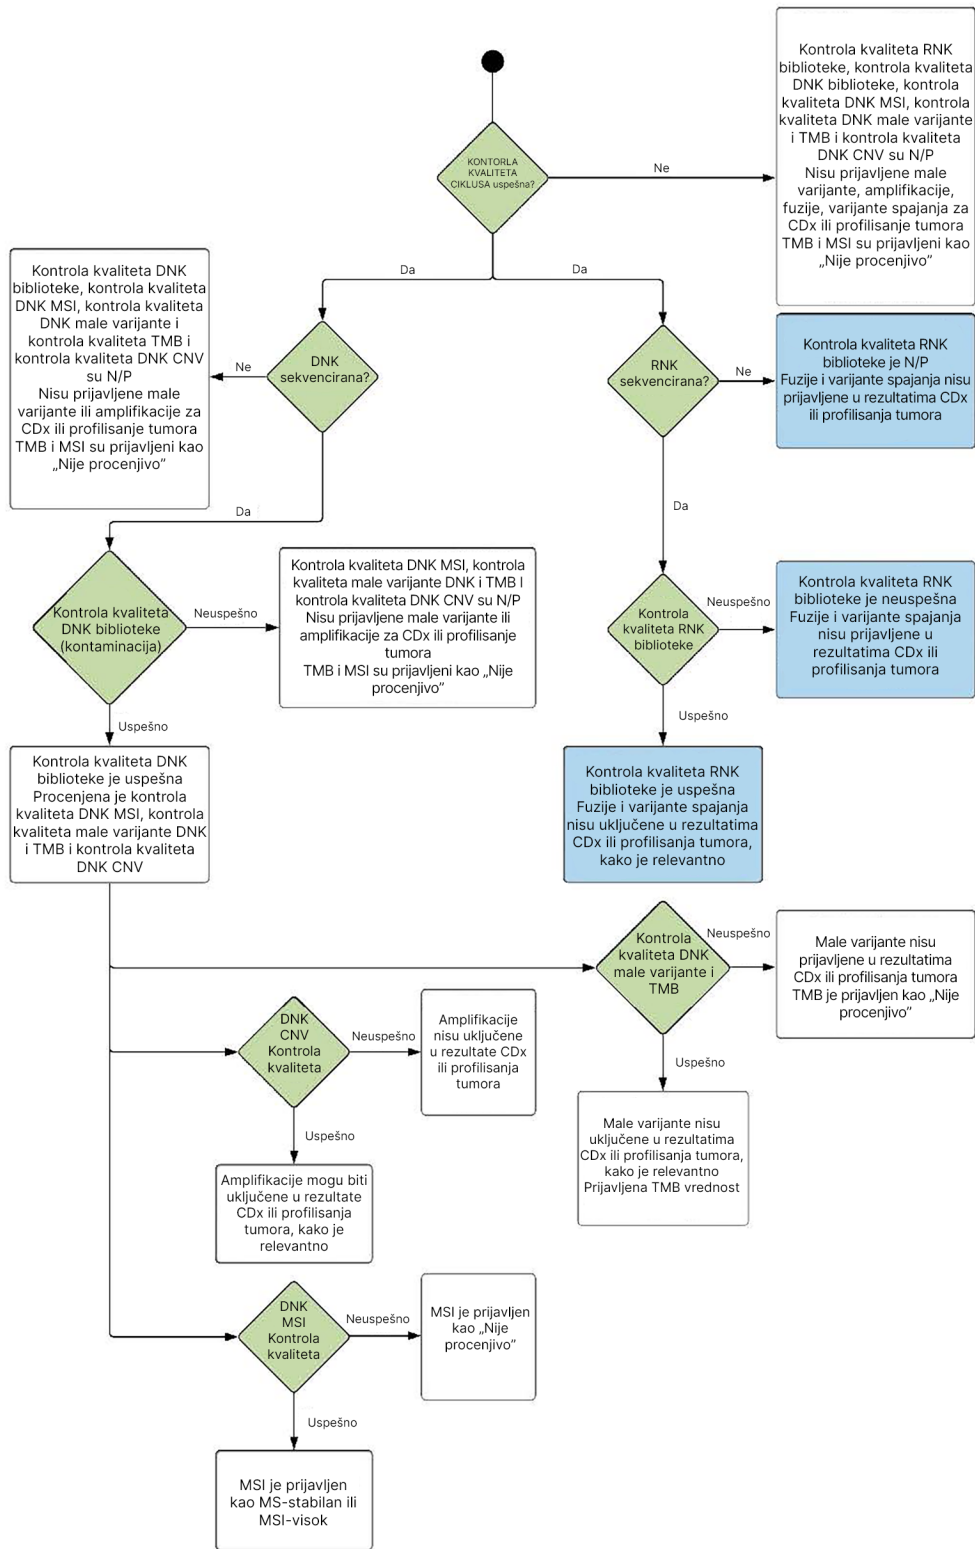 Kontrola kvaliteta RNK
biblioteke, kontrola kvaliteta
DNK biblioteke, kontrola
kvaliteta DNK MSI, kontrola
kvaliteta DNK male varijante
i TMB i kontrola kvaliteta
DNK CNV su N/P
Nisu prijavljene male
varijante, amplifikacije,
fuzije, varijante spajanja za
CDx ili profilisanje tumora
TMB i MSI su prijavljeni kao
„Nije procenjivo”
KONTORLA
KVALITETA
CIKLUSA uspešna?
Ne
Da
Da
Kontrola kvaliteta DNK
biblioteke, kontrola kvaliteta
DNK MSI, kontrola kvaliteta
DNK male varijante i
kontrola kvaliteta TMB i
kontrola kvaliteta DNK CNV
su N/P
Nisu prijavljene male
varijante ili amplifikacije za
CDx ili profilisanje tumora
TMB i MSI su prijavljeni kao
„Nije procenjivo”
Ne
DNK
sekvencirana?
RNK
sekvencirana?
Ne
Kontrola kvaliteta RNK
biblioteke je N/P
Fuzije i varijante spajanja nisu
prijavljene u rezultatima CDx
ili profilisanja tumora
Da
Da
Kontrola kvaliteta
DNK biblioteke
(kontaminacija)
Neuspešno
Kontrola kvaliteta DNK MSI, kontrola
kvaliteta male varijante DNK i TMB I
kontrola kvaliteta DNK CNV su N/P
Nisu prijavljene male varijante ili
amplifikacije za CDx ili profilisanje
tumora
TMB i MSI su prijavljeni kao „Nije
procenjivo”
Kontrola
kvaliteta RNK
biblioteke
Neuspešno
Kontrola kvaliteta RNK
biblioteke je neuspešna
Fuzije i varijante spajanja
nisu prijavljene u
rezultatima CDx ili
profilisanja tumora
Uspešno
Uspešno
Kontrola kvaliteta DNK
biblioteke je uspešna
Procenjena je kontrola
kvaliteta DNK MSI, kontrola
kvaliteta male varijante DNK
i TMB i kontrola kvaliteta
DNK CNV
Kontrola kvaliteta RNK
biblioteke je uspešna
Fuzije i varijante spajanja
nisu uključene u rezultatima
CDx ili profilisanja tumora,
kako je relevantno
Kontrola
kvaliteta DNK
male varijante i
TMB
Neuspešno
Male varijante nisu
prijavljene u rezultatima
CDx ili profilisanja tumora
TMB je prijavljen kao „Nije
procenjivo”
DNK
CNV
Kontrola
kvaliteta
Neuspešno
Amplifikacije
nisu uključene
u rezultate CDx
ili profilisanja
tumora
Uspešno
Male varijante nisu
uključene u rezultatima
CDx ili profilisanja tumora,
kako je relevantno
Prijavljena TMB vrednost
Uspešno
Amplifikacije mogu biti
uključene u rezultate
CDx ili profilisanja
tumora, kako je
relevantno
DNK
MSI
Kontrola
kvaliteta
Neuspešno
MSI je prijavljen
kao „Nije
procenjivo”
Uspešno
MSI je prijavljen
kao MS-stabilan ili
MSI-visok